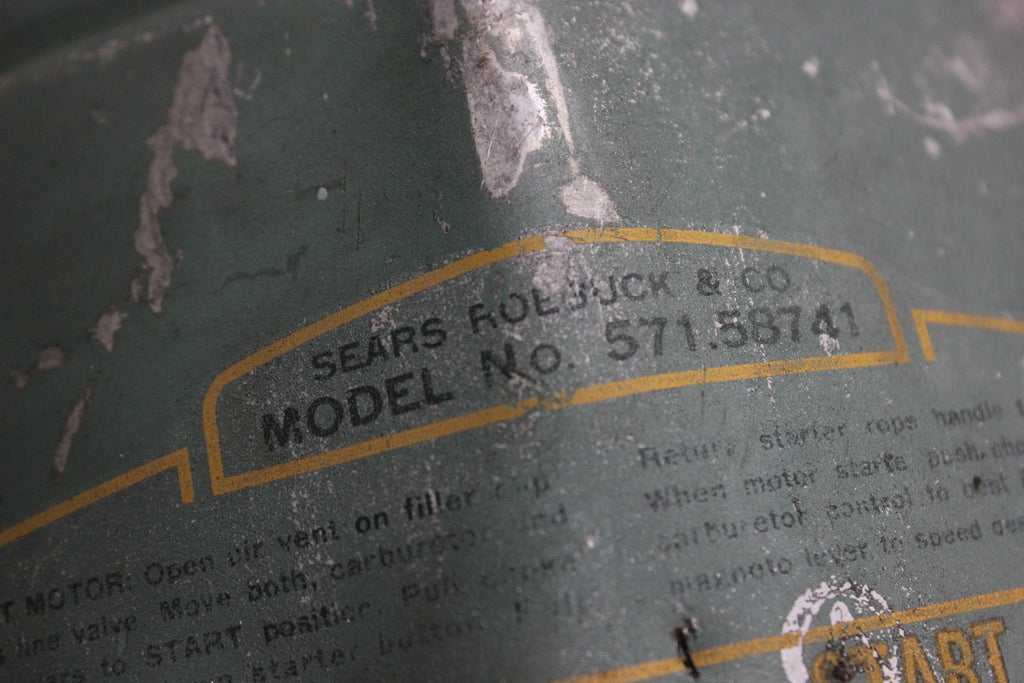 SEARS ROEBUCK & CO.
MODEL No. 571.58741
MOTOR: Open air vent on filler
line valve. Move both, carburetor and
to START position. Pull choke
starter button. Pull
Return starter rope handle
When motor starts push
carburetor control to best
magneto lever to speed
START